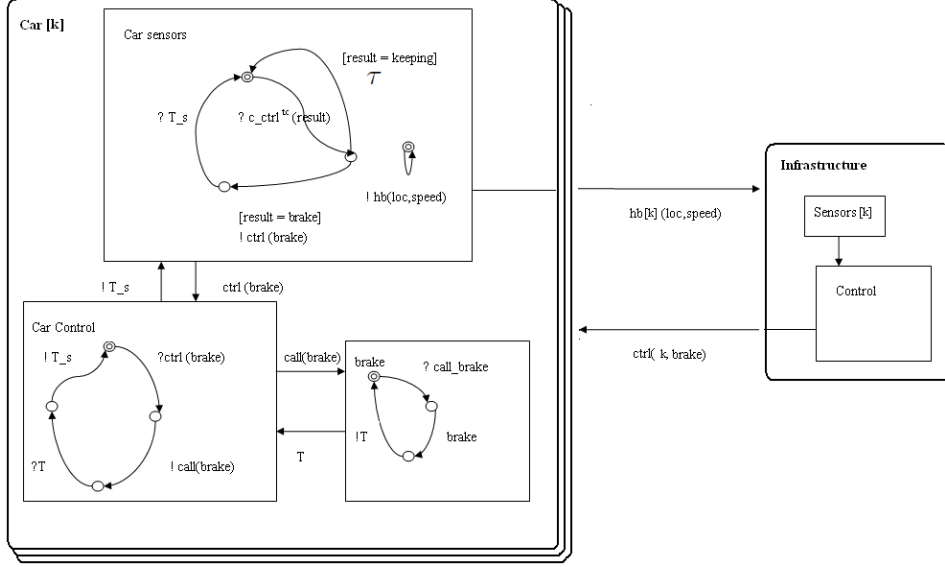 Car [k]
Car sensors
[result = keeping]
τ
? T_s
? c_ctrl tc (result)
! hb(loc,speed)
[result = brake]
! ctrl (brake)
! T_s
ctrl (brake)
Car Control
! T_s
?ctrl (brake)
?T
! call(brake)
call(brake)
T
brake
? call_brake
!T
brake
hb[k] (loc,speed)
ctrl( k, brake)
Infrastructure
Sensors [k]
Control